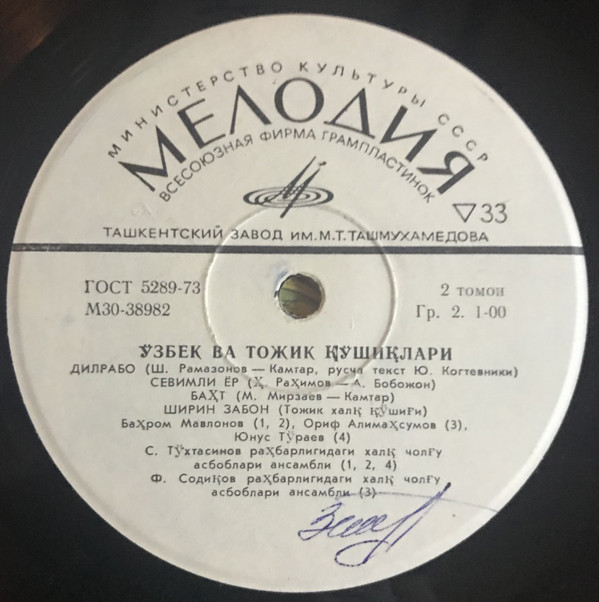 МИНИСТЕРСТВО КУЛЬТУРЫ СССР
МЕЛОДИЯ
ВСЕСОЮЗНАЯ ФИРМА ГРАМПЛАСТИНОК
▽33
ТАШКЕНТСКИЙ ЗАВОД ИМ.М.Т.ТАШМУХАМЕДОВА
ГОСТ 5289-73
2 томон
М30-38982
Гр. 2. 1-00
ЎЗБЕК ВА ТОЖИК ҚУШИҚЛАРИ
ДИЛРАБО (Ш. Рамазонов — Камтар, русча текст Ю. Когтевники)
СЕВИМЛИ ЁР (Ҳ. Раҳимов — А. Бобожон)
БАХТ (М. Мирзаев — Камтар)
ШИРИН ЗАБОН (Тожик халқ қўшиғи)
Баҳром Мавлонов (1, 2), Ориф Алимаҳсумов (3),
Юнус Тўраев (4)
С. Тўхтасинов раҳбарлигидаги халқ чолғу
асбоблари ансамбли (1, 2, 4)
Ф. Содиқов раҳбарлигидаги халқ чолғу
асбоблари ансамбли (3)